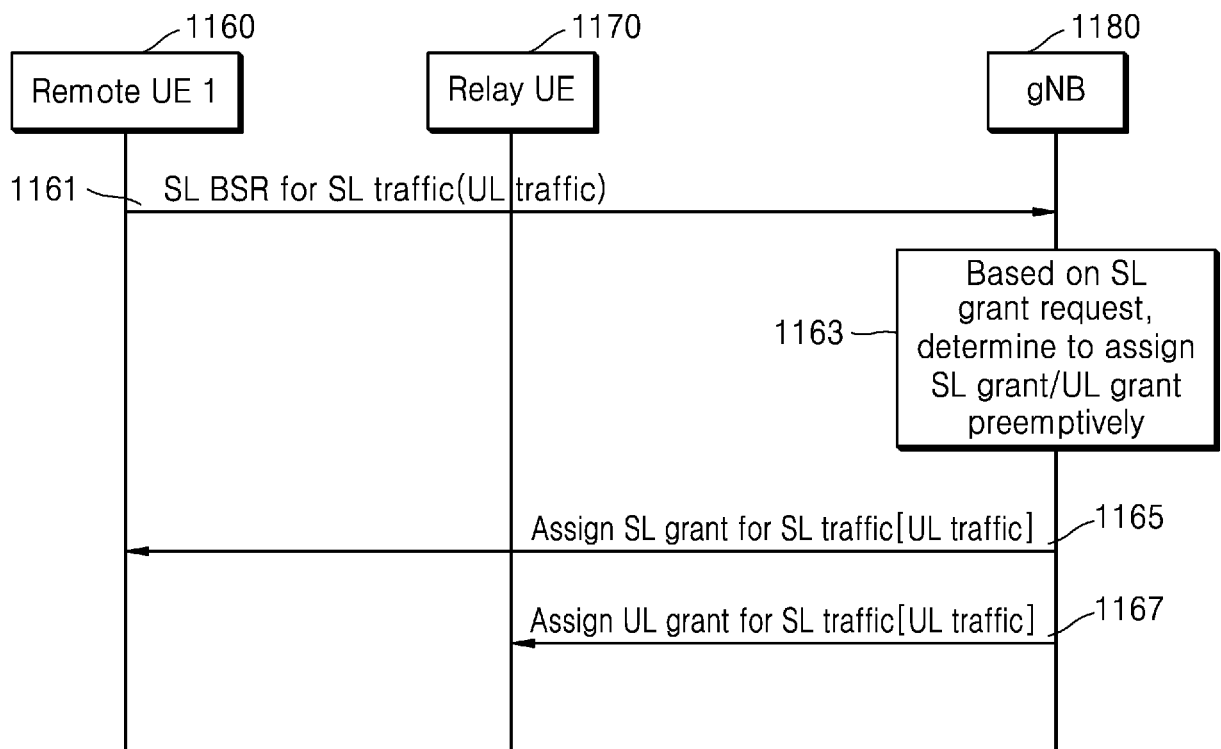 1160
1170
1180
Remote UE 1
Relay UE
gNB
1161
SL BSR for SL traffic(UL traffic)
Based on SL
grant request,
determine to assign
SL grant/UL grant
preemptively
1163
Assign SL grant for SL traffic[UL traffic]
1165
Assign UL grant for SL traffic[UL traffic]
1167